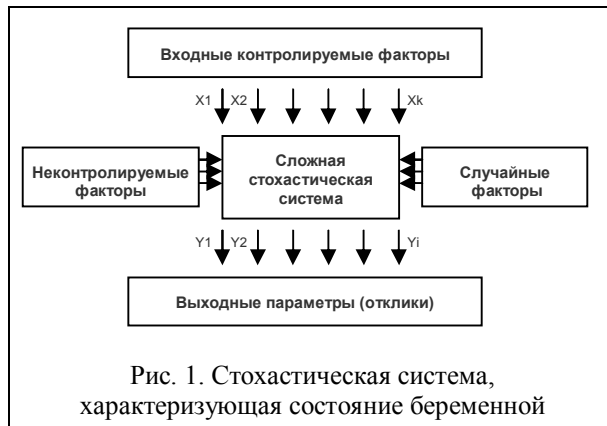 Входные контролируемые факторы
X1 X2 Xk
Неконтролируемые
факторы
Сложная
стохастическая
система
Случайные
факторы
Y1 Y2 Yi
Выходные параметры (отклики)
Рис. 1. Стохастическая система,
характеризующая состояние беременной